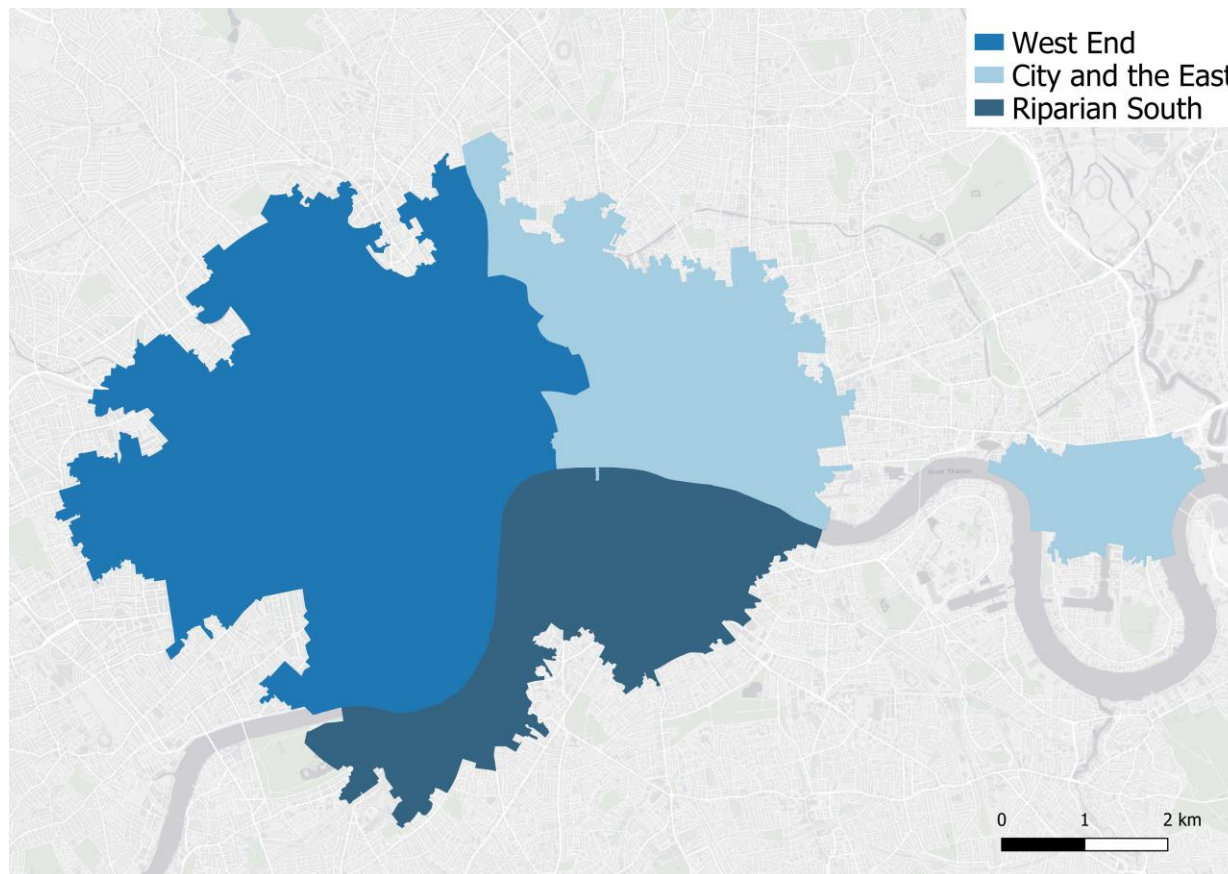 West End
City and the East
Riparian South
River Thames
0 1 2 km